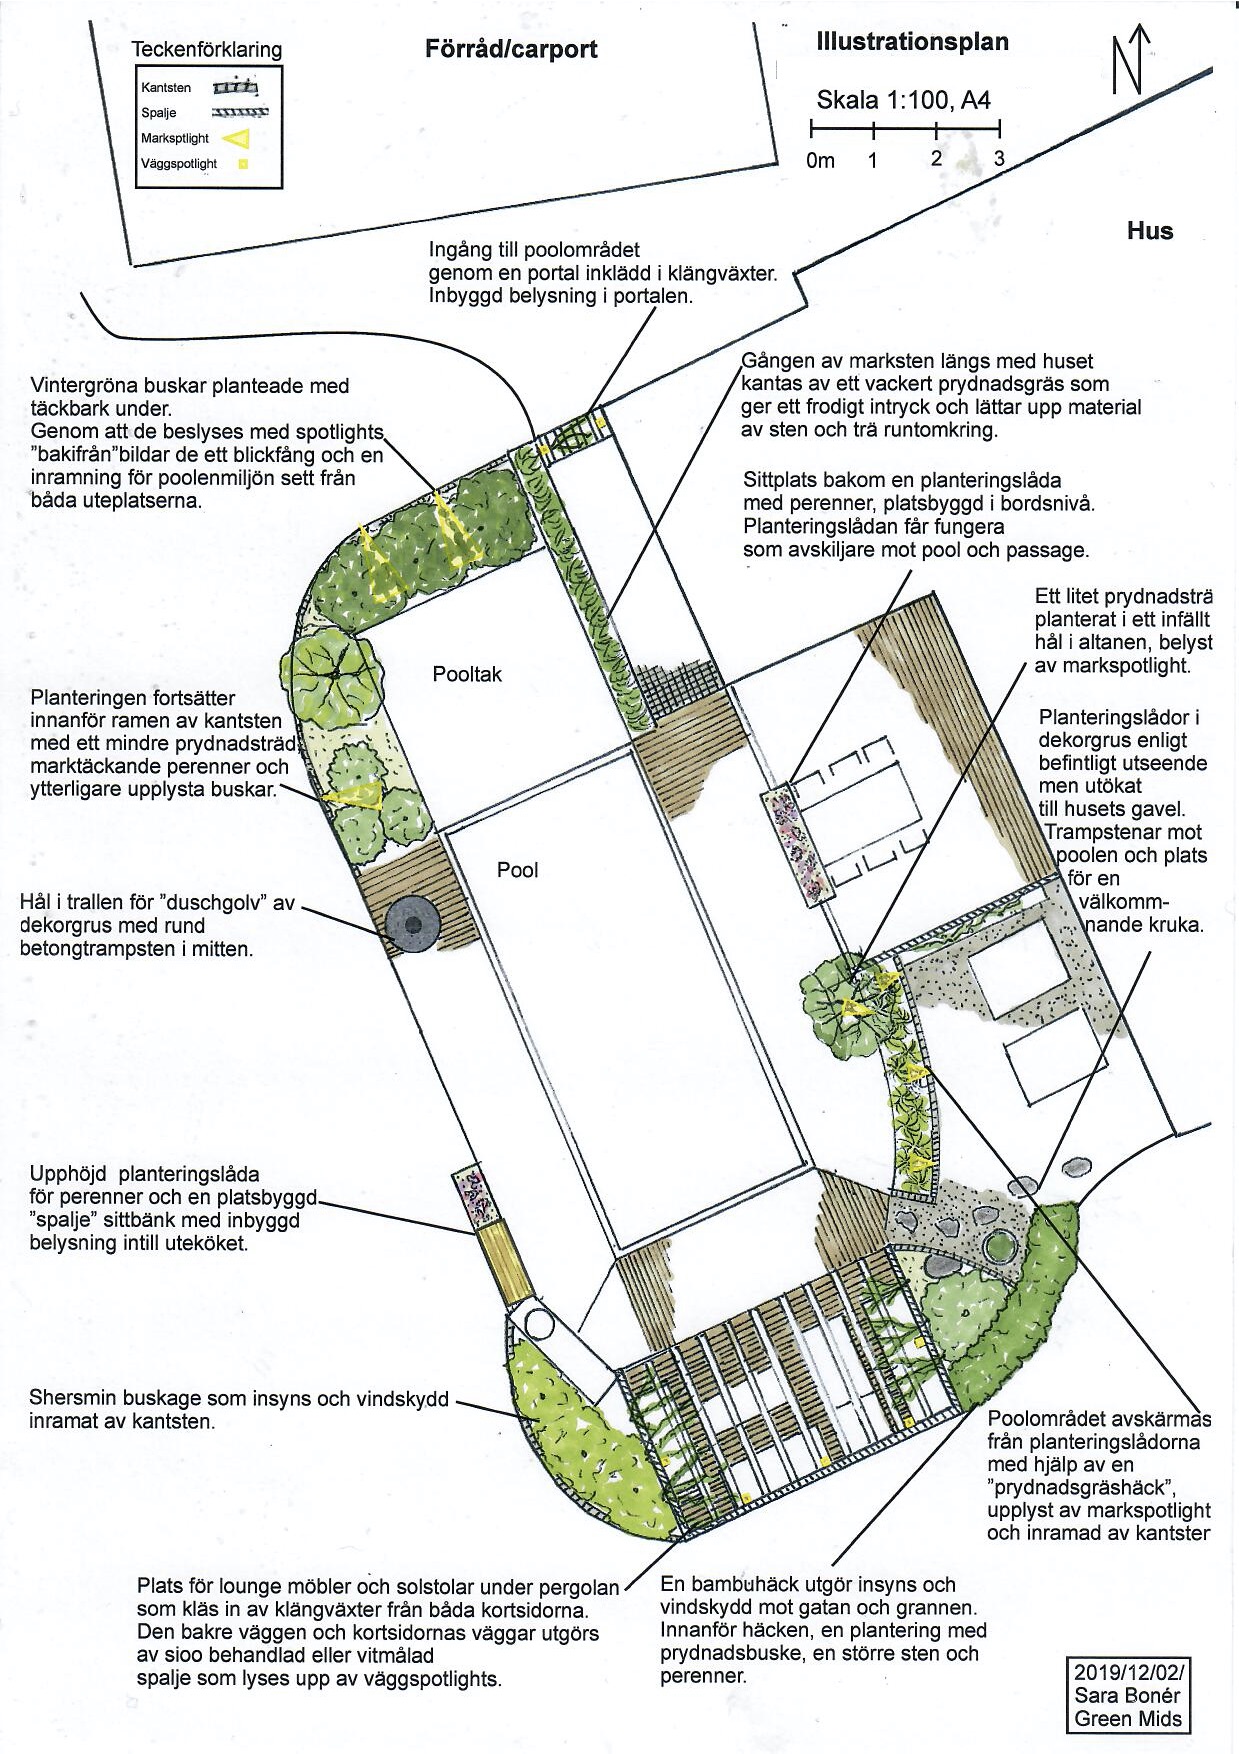 Teckenförklaring
Kantsten
Spalje
Marksptlight
Väggspotlight
Förråd/carport
Illustrationsplan
Skala 1:100, A4
0m 1 2 3
N
Hus
Ingång till poolområdet
genom en portal inklädd i klängväxter.
Inbyggd belysning i portalen.
Vintergröna buskar planteade med
täckbark under.
Genom att de beslyses med spotlights
"bakifrån"bildar de ett blickfång och en
inramning för poolenmiljön sett från
båda uteplatserna.
Gången av marksten längs med huset
kantas av ett vackert prydnadsgräs som
ger ett frodigt intryck och lättar upp material
av sten och trä runtomkring.
Sittplats bakom en planteringslåda
med perenner, platsbyggd i bordsnivå.
Planteringslådan får fungera
som avskiljare mot pool och passage.
Ett litet prydnadsträ
planterat i ett infällt
hål i altanen, belyst
av markspotlight.
Pooltak
Planteringen fortsätter
innanför ramen av kantsten
med ett mindre prydnadsträd,
marktäckande perenner och
ytterligare upplysta buskar.
Planteringslådor i
dekorgrus enligt
befintligt utseende
men utökat
till husets gavel.
Trampstenar mot
poolen och plats
för en
välkomm-
nande kruka.
Pool
Hål i trallen för "duschgolv" av
dekorgrus med rund
betongtrampsten i mitten.
Upphöjd planteringslåda
för perenner och en platsbyggd
"spalje" sittbänk med inbyggd
belysning intill uteköket.
Shersmin buskage som insyns och vindskydd
inramat av kantsten.
Poolområdet avskärmas
från planteringslådorna
med hjälp av en
"prydnadsgräshäck",
upplyst av markspotlight
och inramad av kantster
Plats för lounge möbler och solstolar under pergolan
som kläs in av klängväxter från båda kortsidorna.
Den bakre väggen och kortsidornas väggar utgörs
av sioo behandlad eller vitmålad
spalje som lyses upp av väggspotlights.
En bambuhäck utgör insyns och
vindskydd mot gatan och grannen.
Innanför häcken, en plantering med
prydnadsbuske, en större sten och
perenner.
2019/12/02/
Sara Bonér
Green Mids